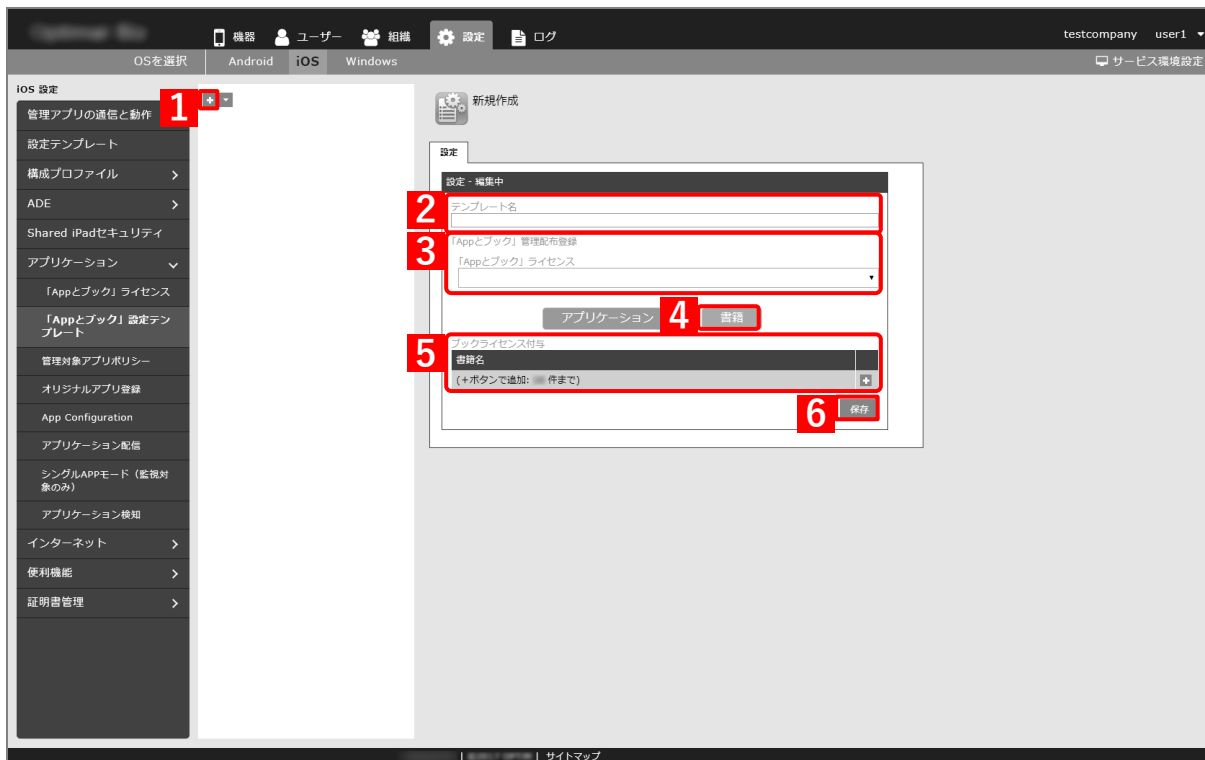 機器 ユーザー 組織 設定 ログ testcompany user1
OSを選択 Android iOS Windows サービス環境設定
iOS 設定
管理アプリの通信と動作
設定テンプレート
構成プロファイル
ADE
Shared iPadセキュリティ
アプリケーション
「Appとブック」ライセンス
「Appとブック」設定テン
プレート
管理対象アプリポリシー
オリジナルアプリ登録
App Configuration
アプリケーション配信
シングルAPPモード（監視対
象のみ）
アプリケーション検知
インターネット
便利機能
証明書管理
1
新規作成
設定
設定 - 編集中
2
テンプレート名
3
「Appとブック」管理配布登録
「Appとブック」ライセンス
アプリケーション 4 書籍
5
ブックライセンス付与
書籍名
(+ボタンで追加: 件まで)
6 保存
| | サイトマップ